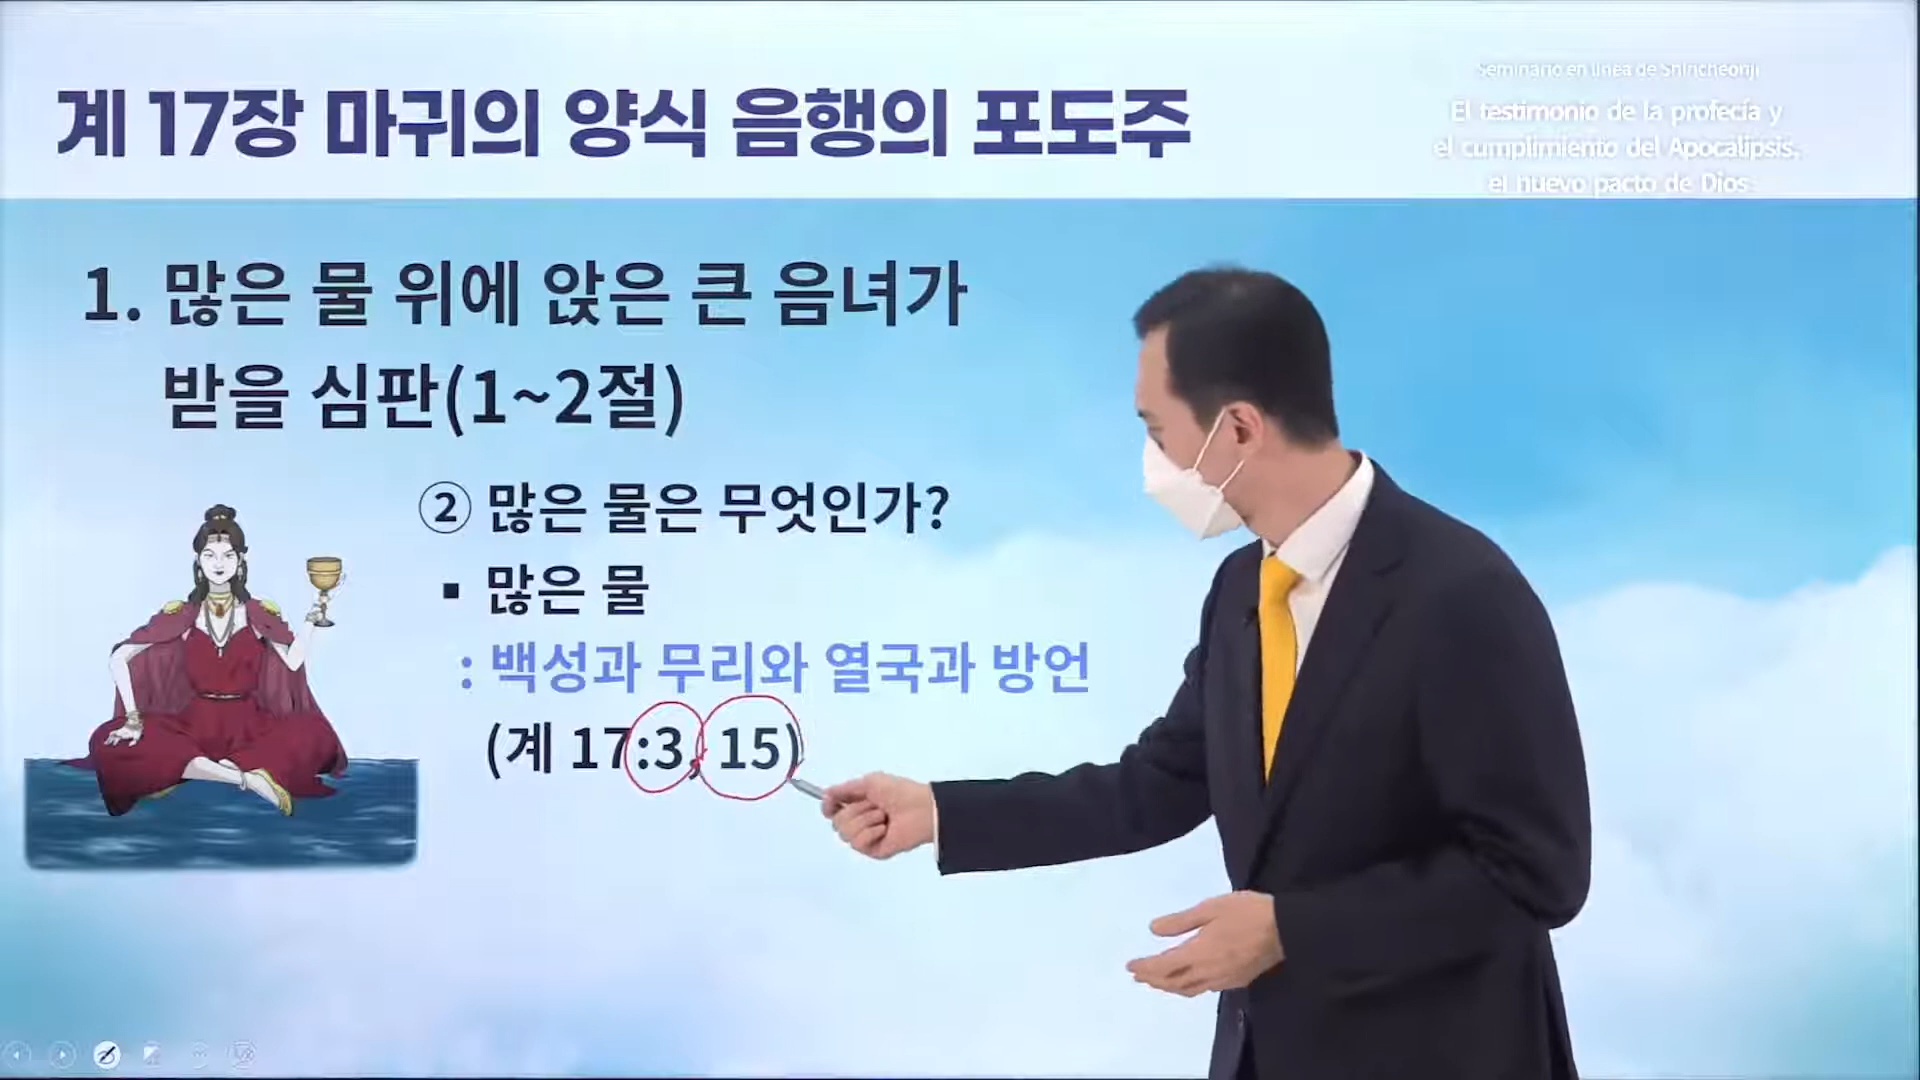 계 17장 마귀의 양식 음행의 포도주
Seminario en línea de Shincheonji
El testimonio de la profecía y
el cumplimiento del Apocalipsis,
el nuevo pacto de Dios
1. 많은 물 위에 앉은 큰 음녀가
받을 심판(1~2절)
② 많은 물은 무엇인가?
▪ 많은 물
: 백성과 무리와 열국과 방언
(계 17:3, 15)